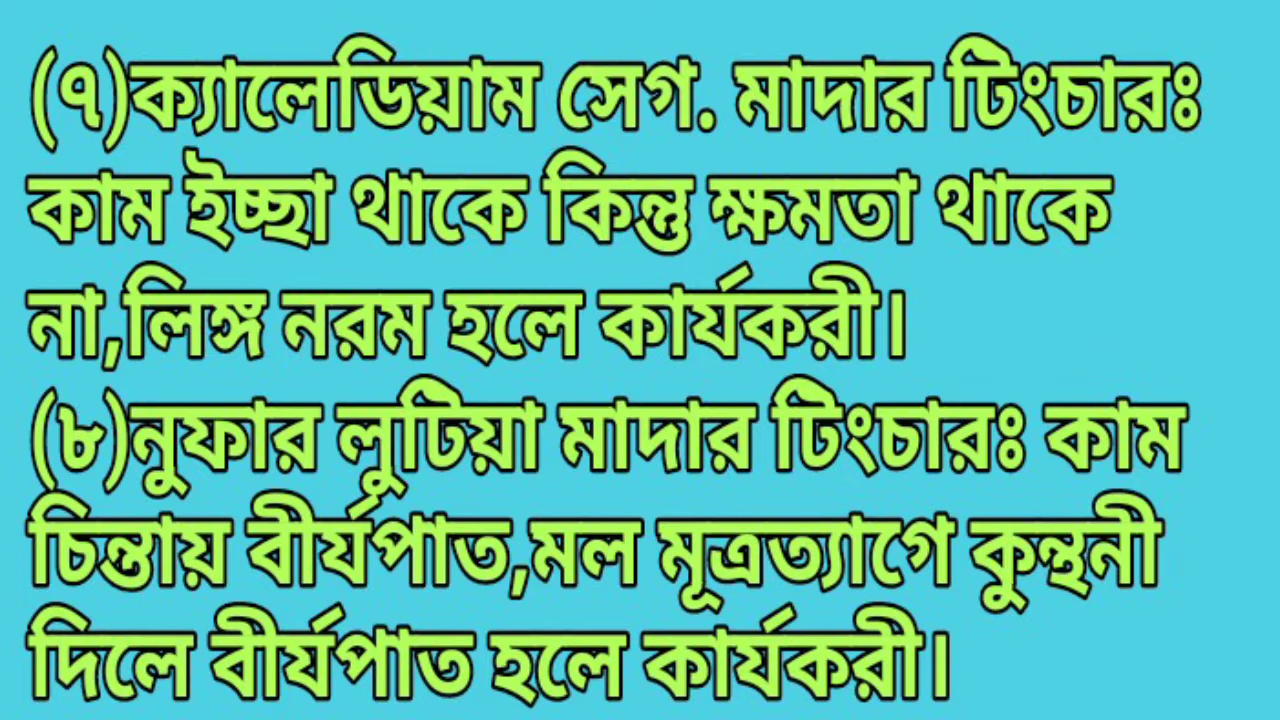 (৭)ক্যালেডিয়াম সেগ. মাদার টিংচারঃ
কাম ইচ্ছা থাকে কিন্তু ক্ষমতা থাকে
না,লিঙ্গ নরম হলে কার্যকরী।
(৮)নুফার লুটিয়া মাদার টিংচারঃ কাম
চিন্তায় বীর্যপাত,মল মূত্রত্যাগে কুন্থনী
দিলে বীর্যপাত হলে কার্যকরী।